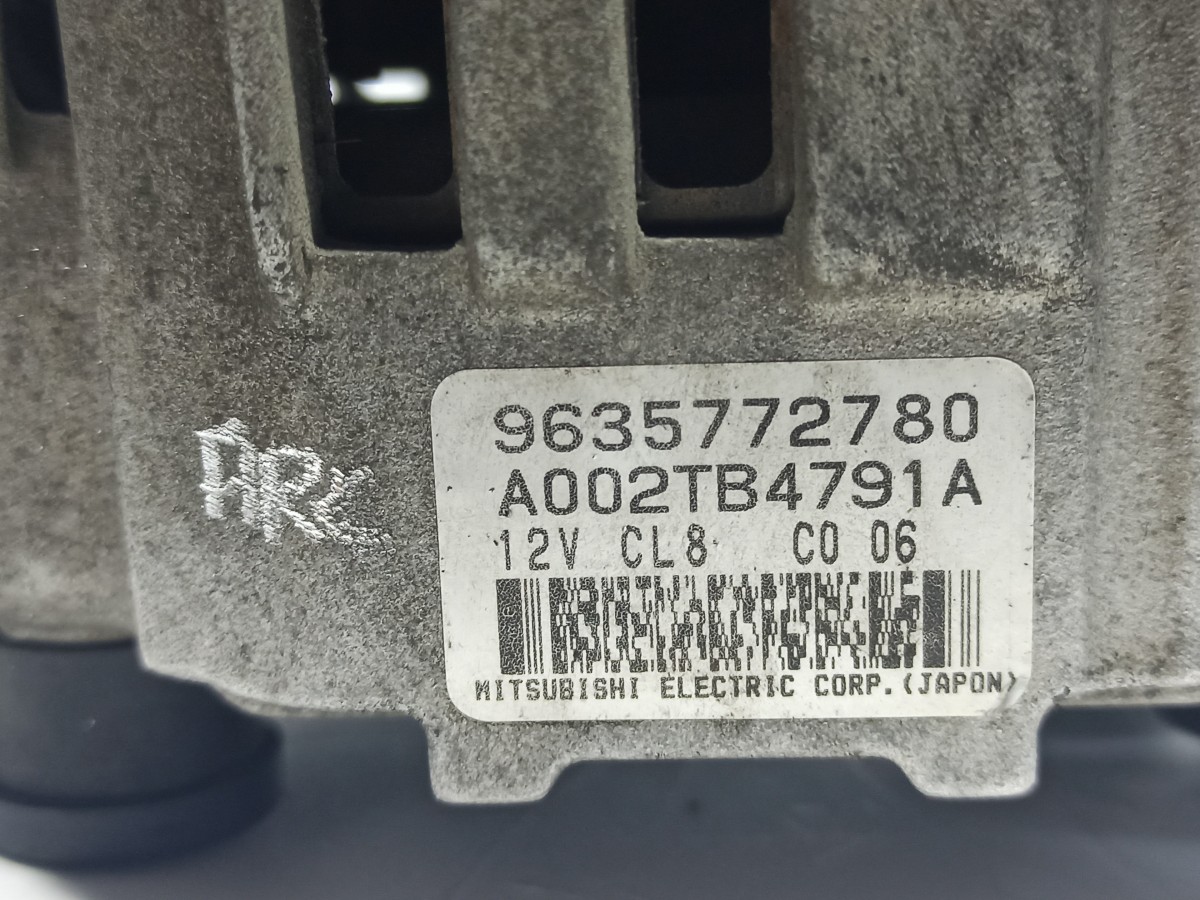 9635772780
A002TB4791A
12V CL8 C0 06
MITSUBISHI ELECTRIC CORP. (JAPON)